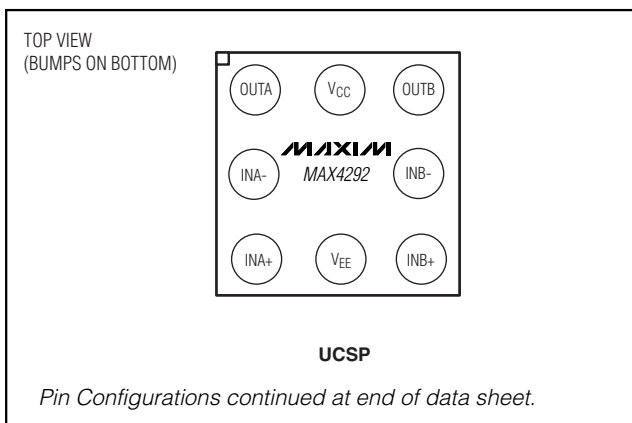 TOP VIEW
(BUMPS ON BOTTOM)
OUTA VCC OUTB
MAXIM
INA- MAX4292 INB-
INA+ VEE INB+
UCSP
Pin Configurations continued at end of data sheet.